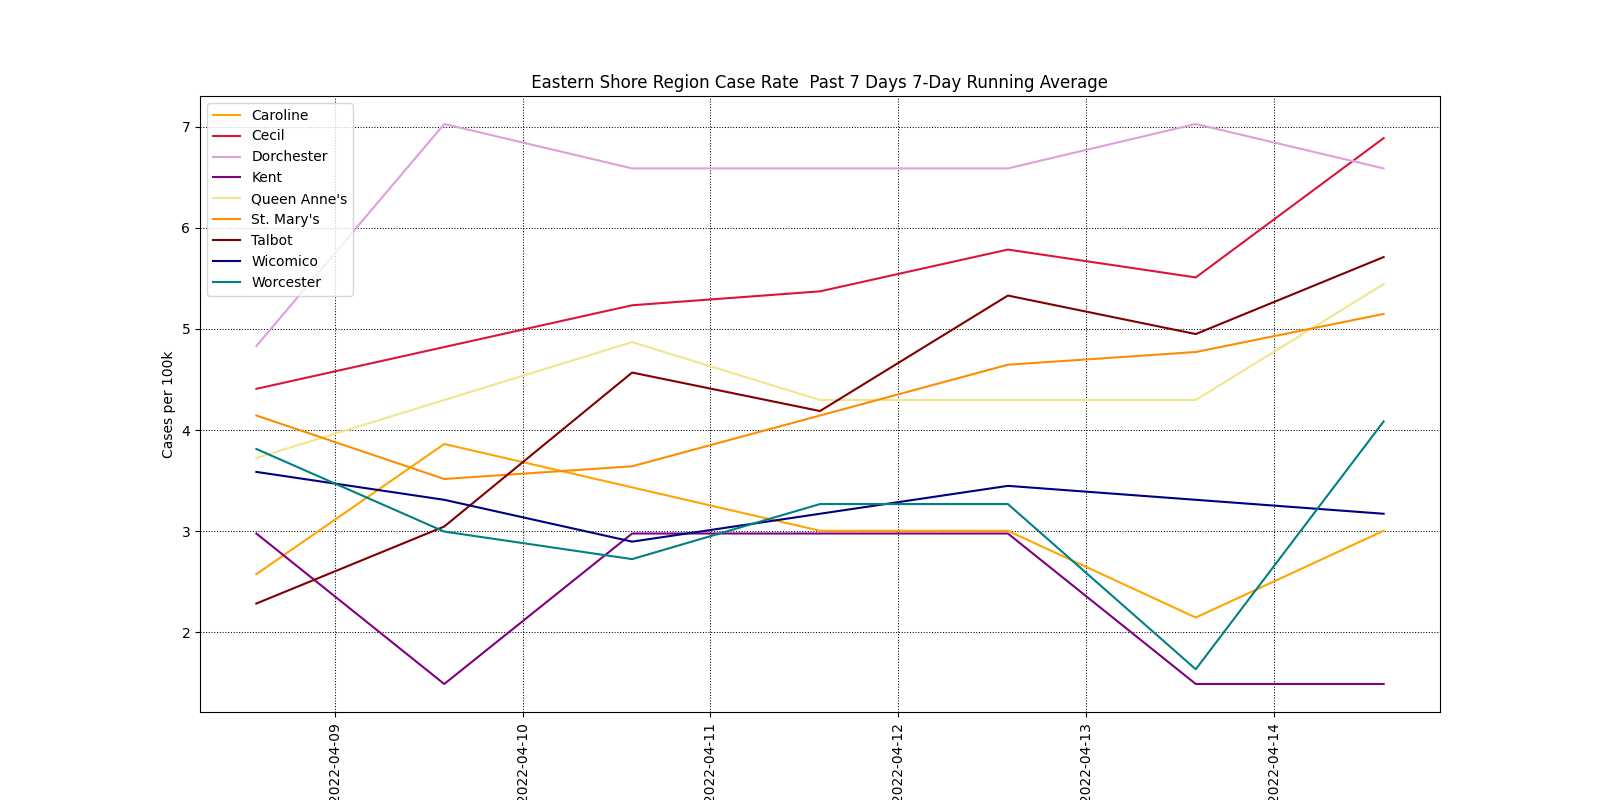 Eastern Shore Region Case Rate  Past 7 Days 7-Day Running Average
Caroline
Cecil
Dorchester
Kent
Queen Anne's
St. Mary's
Talbot
Wicomico
Worcester
7
6
5
4
3
2
Cases per 100k
2022-04-09
2022-04-10
2022-04-11
2022-04-12
2022-04-13
2022-04-14